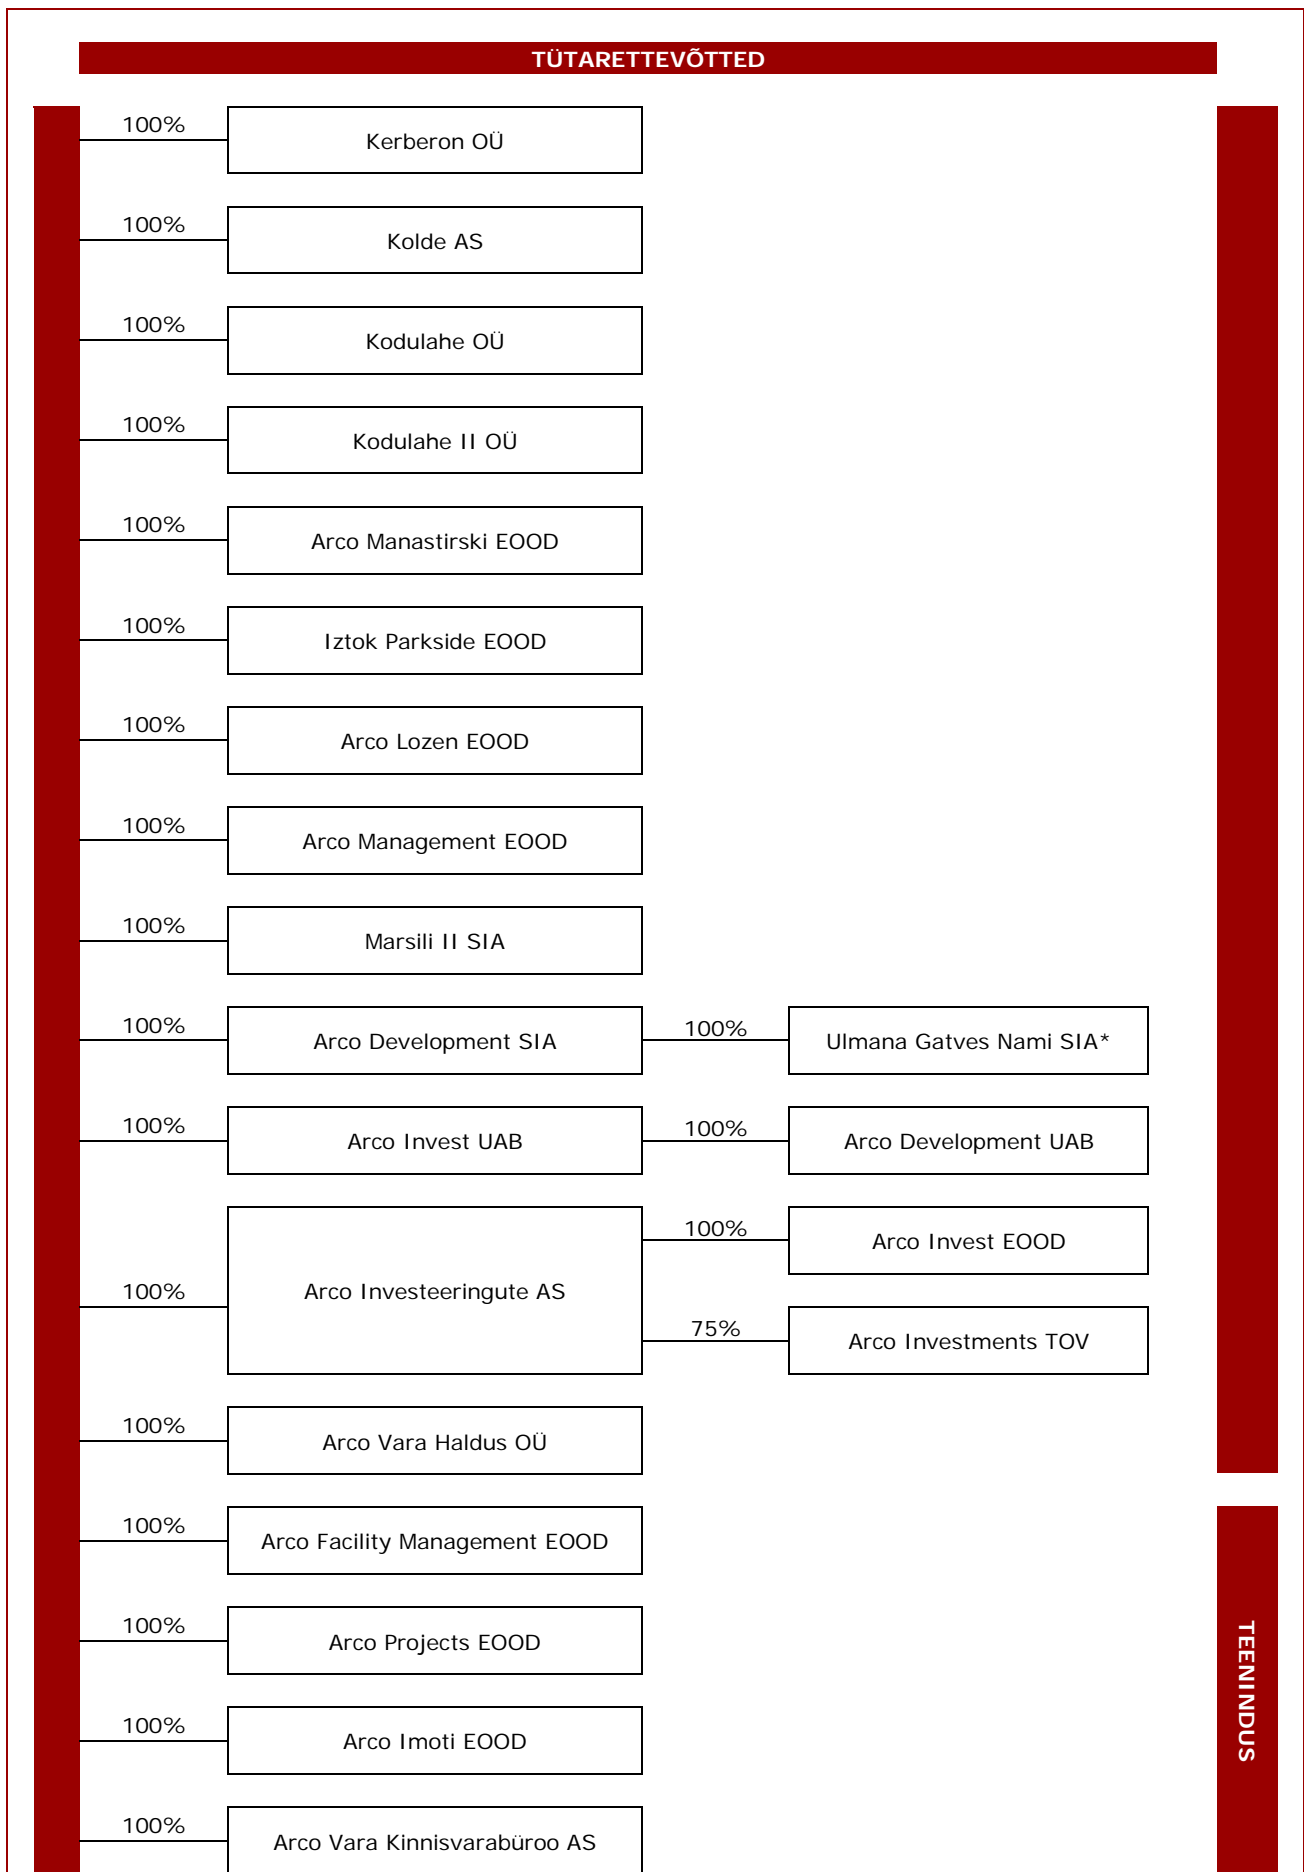 TÜTARETTEVÕTTED
100%
Kerberon OÜ
100%
Kolde AS
100%
Kodulahe OÜ
100%
Kodulahe II OÜ
100%
Arco Manastirski EOOD
100%
Iztok Parkside EOOD
100%
Arco Lozen EOOD
100%
Arco Management EOOD
100%
Marsili II SIA
100%
Arco Development SIA
100%
Ulmana Gatves Nami SIA*
100%
Arco Invest UAB
100%
Arco Development UAB
100%
Arco Investeeringute AS
100%
Arco Invest EOOD
75%
Arco Investments TOV
100%
Arco Vara Haldus OÜ
100%
Arco Facility Management EOOD
100%
Arco Projects EOOD
100%
Arco Imoti EOOD
100%
Arco Vara Kinnisvarabüroo AS
TEENINDUS